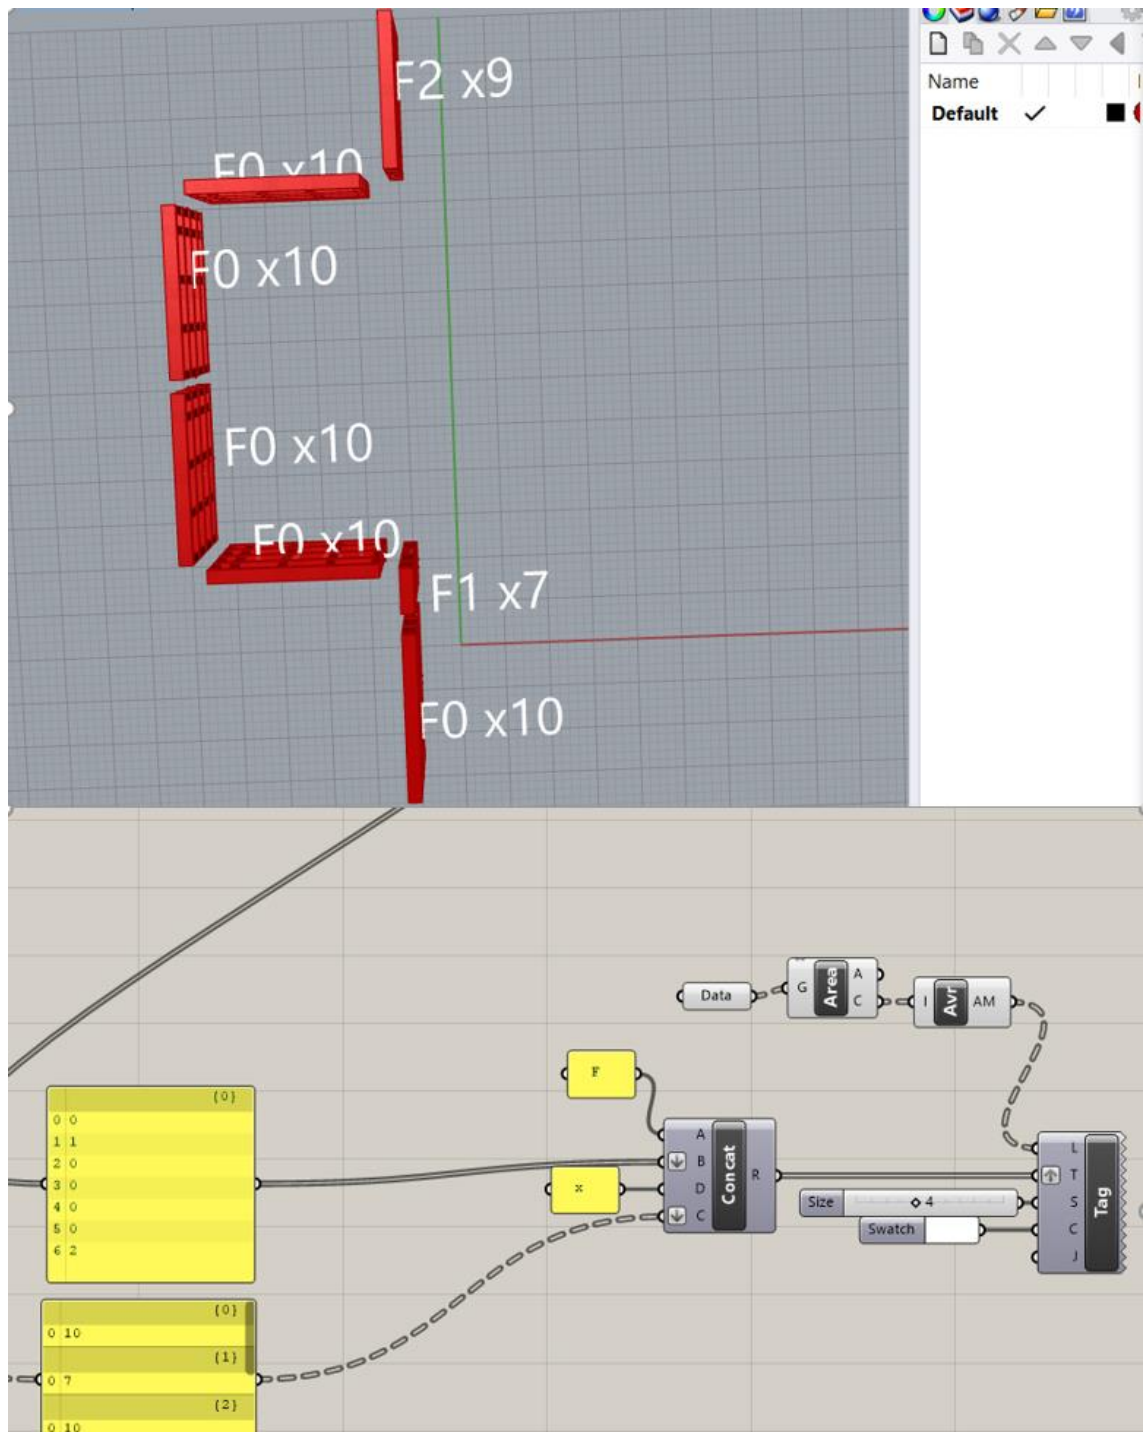 F2 x9
Name
Default ✓
F0 x10
F0 x10
F0 x10
F0 x10
F1 x7
F0 x10
Data
G Area A
C
I Avr AM
F
{0}
0 0
1 1
2 0
3 0
4 0
5 0
6 2
A
B
D
C
Concat
R
x
L
T
S
C
J
Tag
Size 4
Swatch
{0}
0 10
{1}
0 7
{2}
0 10